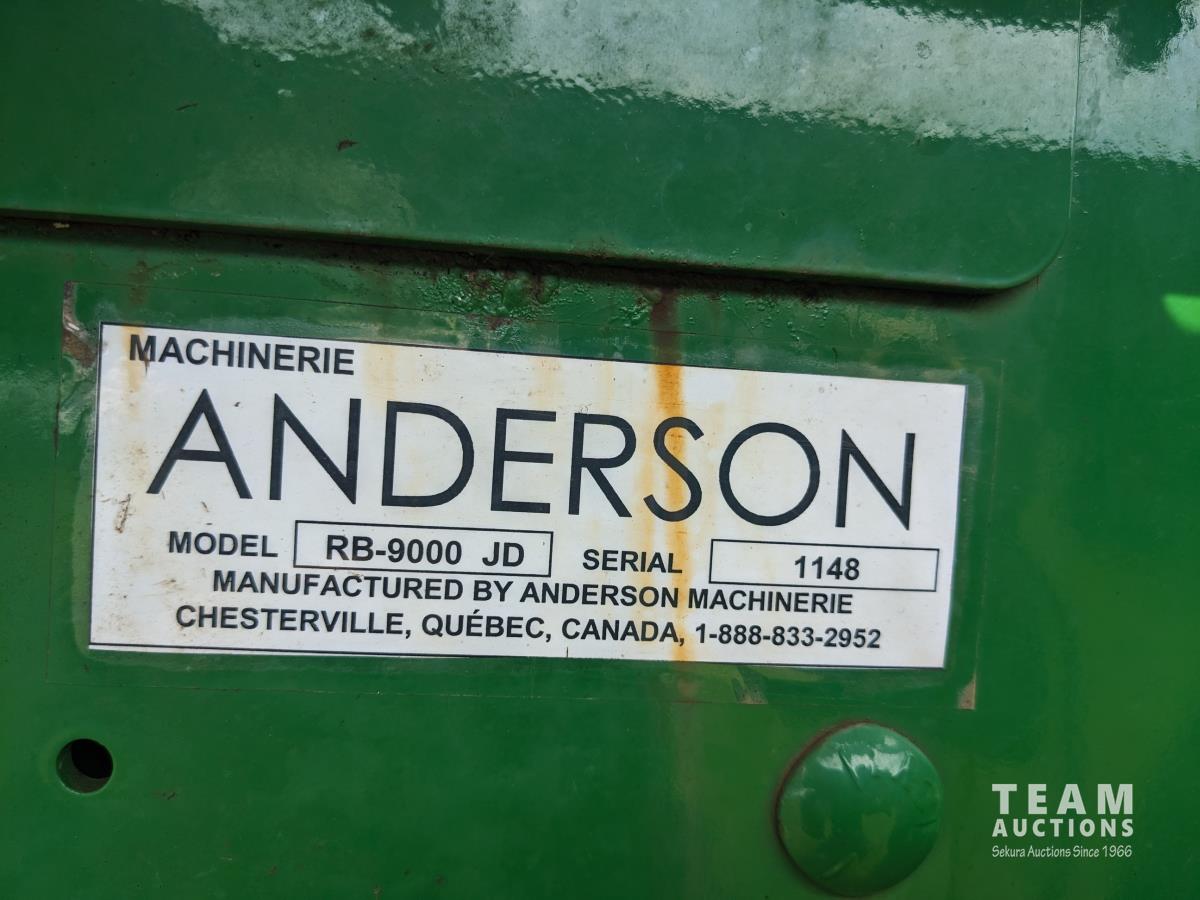 MACHINERIE
ANDERSON
MODEL RB-9000 JD SERIAL 1148
MANUFACTURED BY ANDERSON MACHINERIE
CHESTERVILLE, QUÉBEC, CANADA, 1-888-833-2952
TEAM
AUCTIONS
Sekura Auctions Since 1966